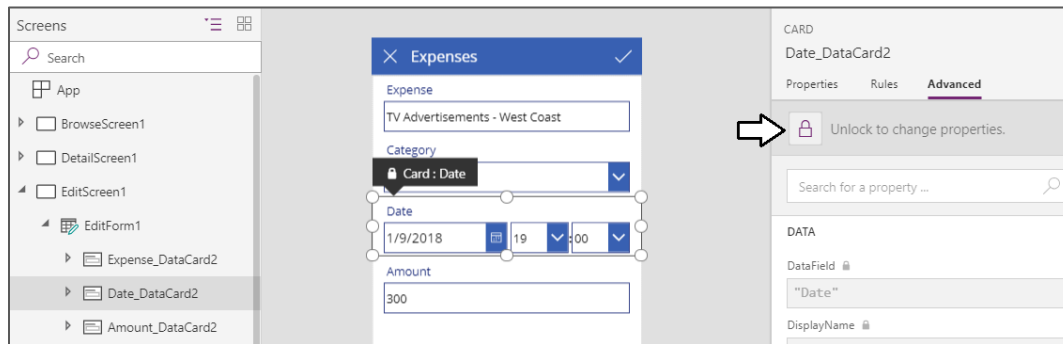 Screens
Search
App
BrowseScreen1
DetailScreen1
EditScreen1
EditForm1
Expense_DataCard2
Date_DataCard2
Amount_DataCard2
Expenses
Expense
TV Advertisements - West Coast
Category
Card : Date
Date
1/9/2018 19 :00
Amount
300
CARD
Date_DataCard2
Properties Rules Advanced
Unlock to change properties.
Search for a property ...
DATA
DataField
"Date"
DisplayName